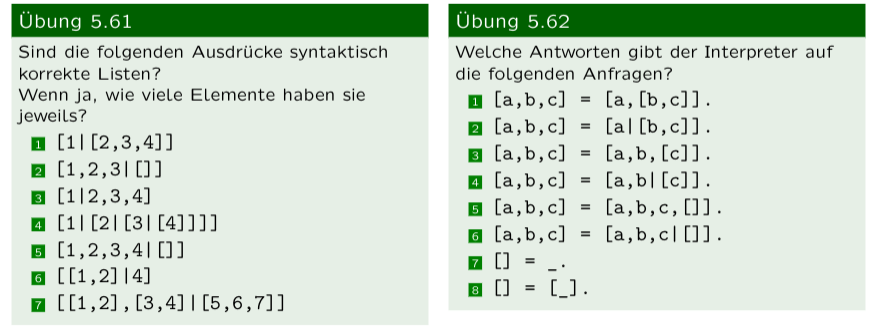 Übung 5.61
Sind die folgenden Ausdrücke syntaktisch
korrekte Listen?
Wenn ja, wie viele Elemente haben sie
jeweils?
1 [1|[2,3,4]]
2 [1,2,3|[]]
3 [1|2,3,4]
4 [1|[2|[3|[4]]]]
5 [1,2,3,4|[]]
6 [[1,2]|4]
7 [[1,2],[3,4]|[5,6,7]]
Übung 5.62
Welche Antworten gibt der Interpreter auf
die folgenden Anfragen?
1 [a,b,c] = [a,[b,c]].
2 [a,b,c] = [a|[b,c]].
3 [a,b,c] = [a,b,[c]].
4 [a,b,c] = [a,b|[c]].
5 [a,b,c] = [a,b,c,[]].
6 [a,b,c] = [a,b,c|[]].
7 [] = _.
8 [] = [_].